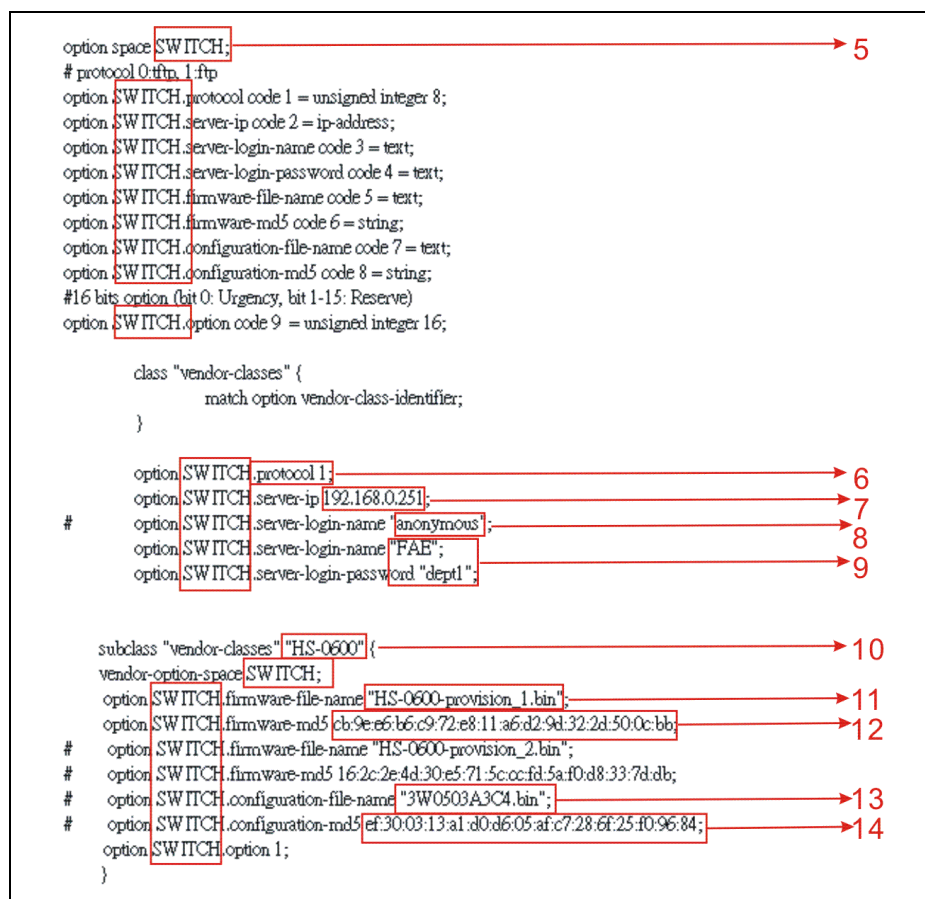 option space SWITCH; 5
# protocol 0:tftp, 1:ftp
option SWITCH.protocol code 1 = unsigned integer 8;
option SWITCH.server-ip code 2 = ip-address;
option SWITCH.server-login-name code 3 = text;
option SWITCH.server-login-password code 4 = text;
option SWITCH.firmware-file-name code 5 = text;
option SWITCH.firmware-md5 code 6 = string;
option SWITCH.configuration-file-name code 7 = text;
option SWITCH.configuration-md5 code 8 = string;
#16 bits option (bit 0: Urgency, bit 1-15: Reserve)
option SWITCH.option code 9 = unsigned integer 16;
class "vendor-classes" {
match option vendor-class-identifier;
}
option SWITCH.protocol 1; 6
option SWITCH.server-ip 192.168.0.251; 7
# option SWITCH.server-login-name "anonymous"; 8
option SWITCH.server-login-name "FAE";
option SWITCH.server-login-password "dept1"; 9
subclass "vendor-classes" "HS-0600" { 10
vendor-option-space SWITCH;
option SWITCH.firmware-file-name "HS-0600-provision_1.bin"; 11
option SWITCH.firmware-md5 cb:9e:e6:b6:c9:72:e8:11:a6:d2:9d:32:2d:50:0c:bb; 12
# option SWITCH.firmware-file-name "HS-0600-provision_2.bin";
# option SWITCH.firmware-md5 16:2c:2e:4d:30:e5:71:5c:cc:fd:5a:f0:d8:33:7d:db;
# option SWITCH.configuration-file-name "3W0503A3C4.bin"; 13
# option SWITCH.configuration-md5 ef:30:03:13:a1:d0:d6:05:af:c7:28:6f:25:f0:96:84; 14
option SWITCH.option 1;
}